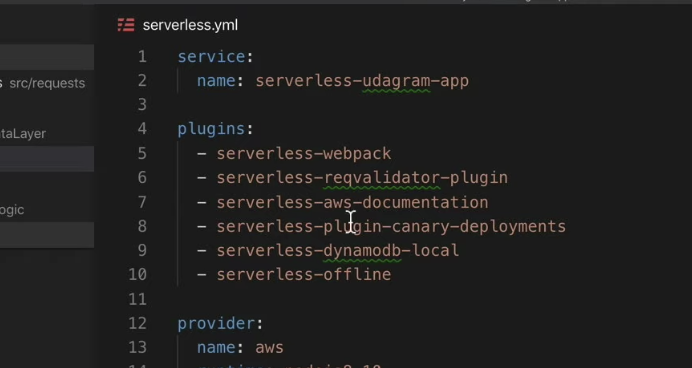 serverless.yml
src/requests
taLayer
ogic
1 service:
2 name: serverless-udagram-app
3
4 plugins:
5 - serverless-webpack
6 - serverless-reqvalidator-plugin
7 - serverless-aws-documentation
8 - serverless-plugin-canary-deployments
9 - serverless-dynamodb-local
10 - serverless-offline
11
12 provider:
13 name: aws